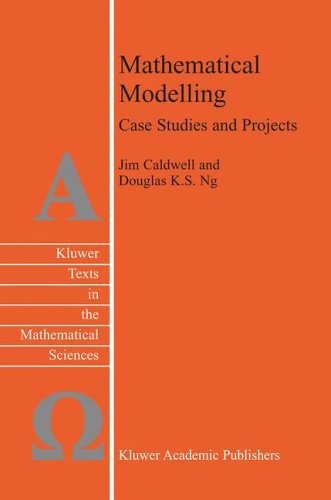 Mathematical
Modelling
Case Studies and Projects
Jim Caldwell and
Douglas K.S. Ng
A
Kluwer
Texts
in
the
Mathematical
Sciences
Ω
Kluwer Academic Publishers